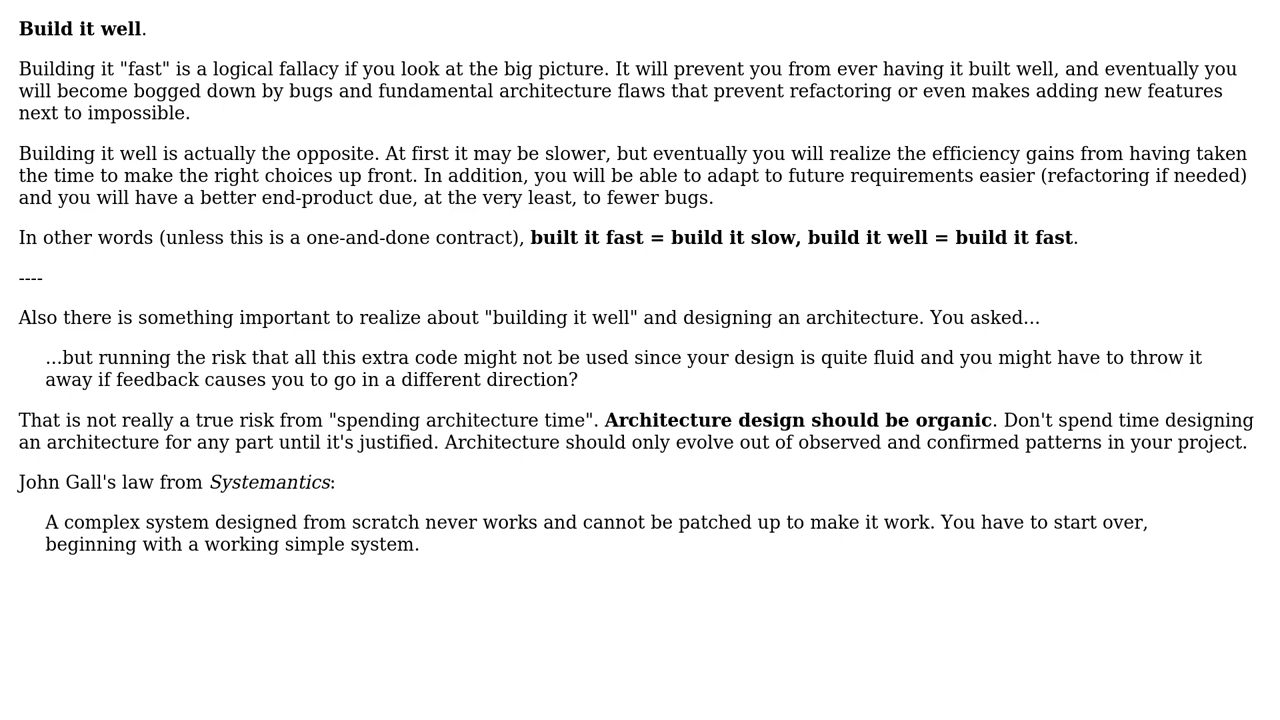 Build it well.
Building it "fast" is a logical fallacy if you look at the big picture. It will prevent you from ever having it built well, and eventually you
will become bogged down by bugs and fundamental architecture flaws that prevent refactoring or even makes adding new features
next to impossible.
Building it well is actually the opposite. At first it may be slower, but eventually you will realize the efficiency gains from having taken
the time to make the right choices up front. In addition, you will be able to adapt to future requirements easier (refactoring if needed)
and you will have a better end-product due, at the very least, to fewer bugs.
In other words (unless this is a one-and-done contract), built it fast = build it slow, build it well = build it fast.
----
Also there is something important to realize about "building it well" and designing an architecture. You asked...
...but running the risk that all this extra code might not be used since your design is quite fluid and you might have to throw it
away if feedback causes you to go in a different direction?
That is not really a true risk from "spending architecture time". Architecture design should be organic. Don't spend time designing
an architecture for any part until it's justified. Architecture should only evolve out of observed and confirmed patterns in your project.
John Gall's law from Systemantics:
A complex system designed from scratch never works and cannot be patched up to make it work. You have to start over,
beginning with a working simple system.